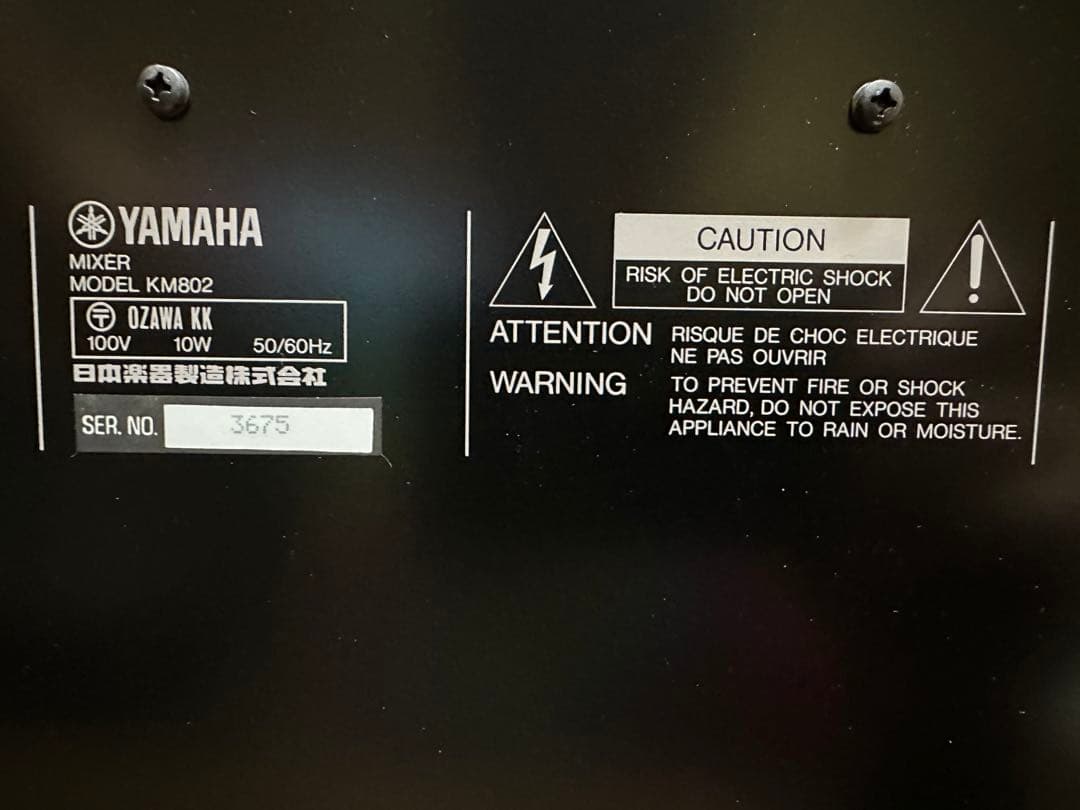 YAMAHA
MIXER
MODEL KM802
〒 OZAWA KK
100V 10W 50/60Hz
日本楽器製造株式会社
SER. NO. 3675
CAUTION
RISK OF ELECTRIC SHOCK
DO NOT OPEN
ATTENTION RISQUE DE CHOC ELECTRIQUE
NE PAS OUVRIR
WARNING TO PREVENT FIRE OR SHOCK
HAZARD, DO NOT EXPOSE THIS
APPLIANCE TO RAIN OR MOISTURE.